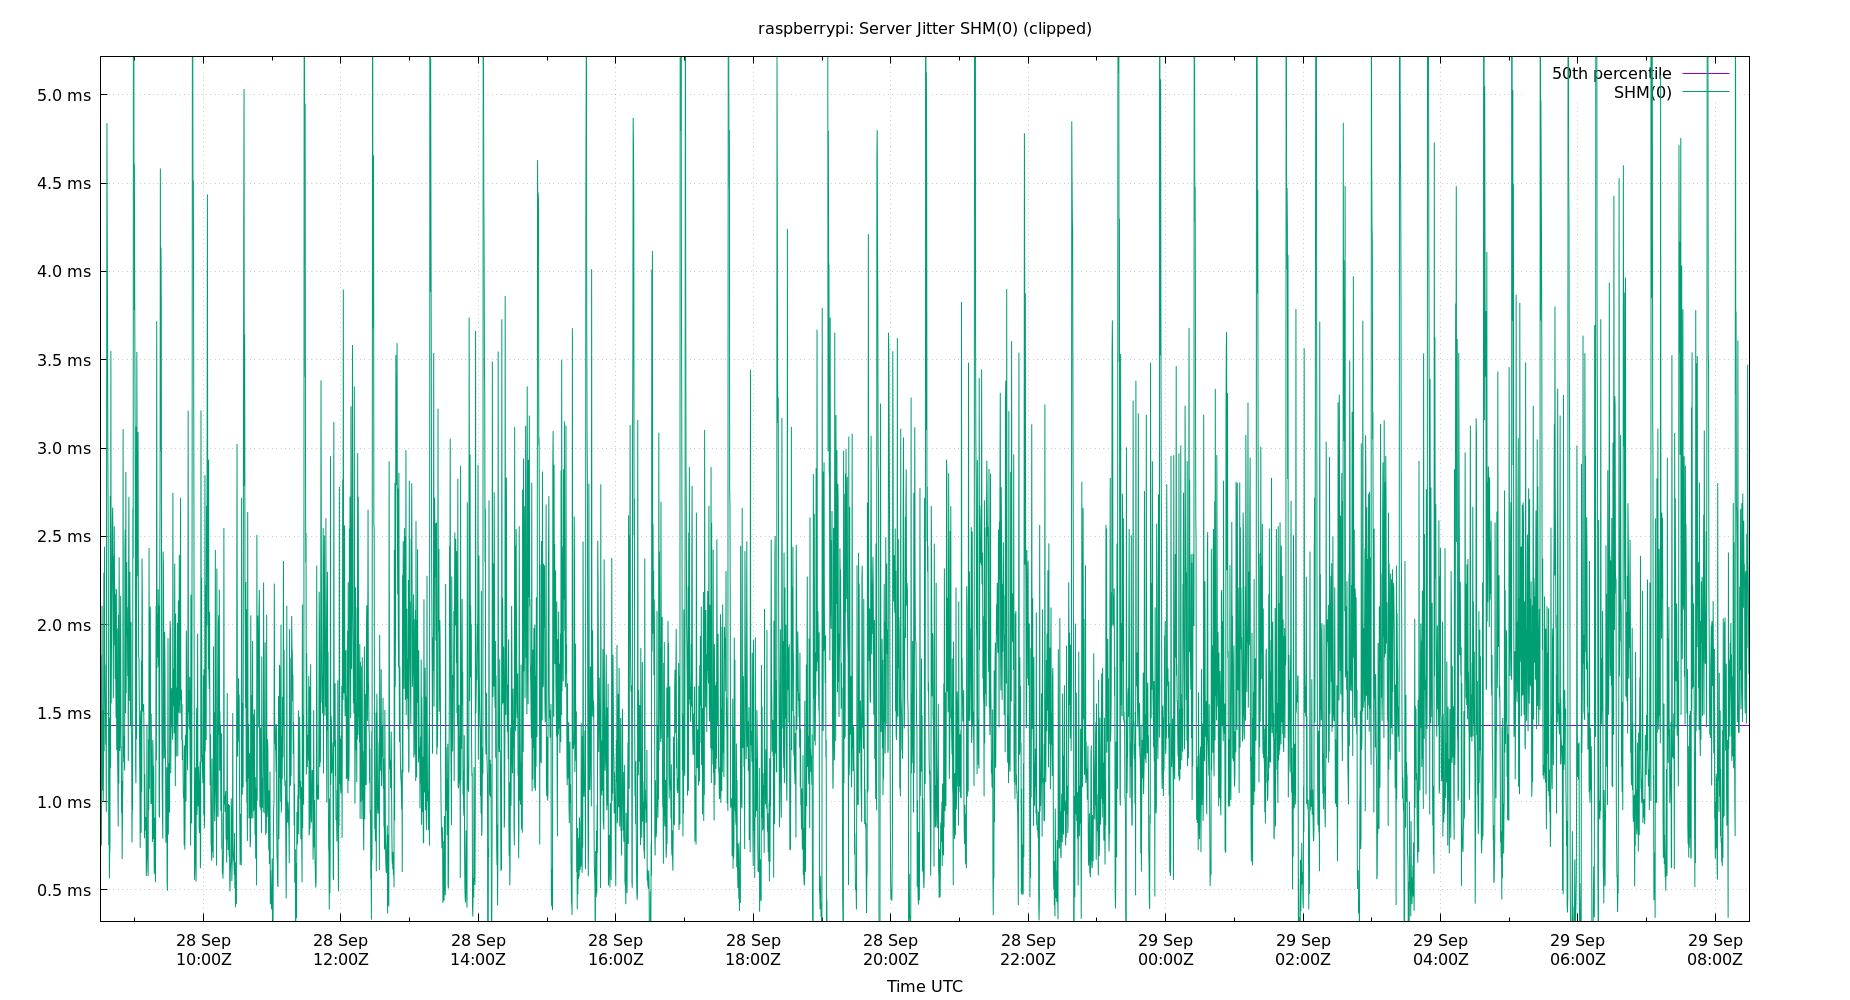 raspberrypi: Server Jitter SHM(0) (clipped)
50th percentile
SHM(0)
5.0 ms
4.5 ms
4.0 ms
3.5 ms
3.0 ms
2.5 ms
2.0 ms
1.5 ms
1.0 ms
0.5 ms
28 Sep 28 Sep 28 Sep 28 Sep 28 Sep 28 Sep 28 Sep 29 Sep 29 Sep 29 Sep 29 Sep 29 Sep
10:00Z 12:00Z 14:00Z 16:00Z 18:00Z 20:00Z 22:00Z 00:00Z 02:00Z 04:00Z 06:00Z 08:00Z
Time UTC